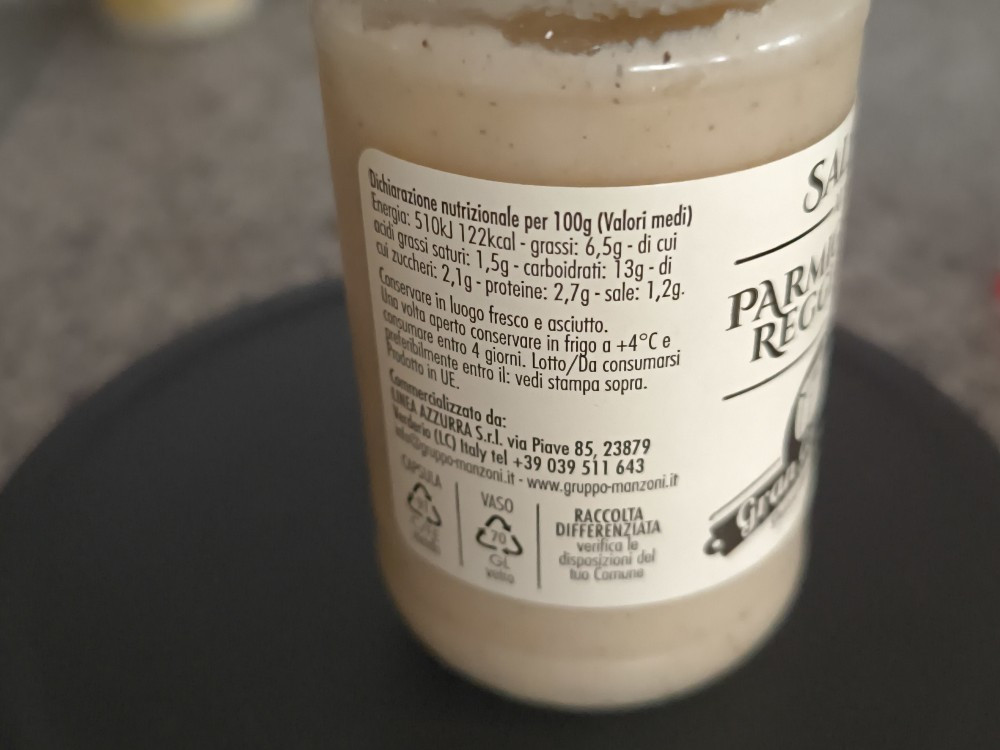 Dichiarazione nutrizionale per 100g (Valori medi)
Energia: 510kJ 122kcal - grassi: 6,5g - di cui
acidi grassi saturi: 1,5g - carboidrati: 13g - di
cui zuccheri: 2,1g - proteine: 2,7g - sale: 1,2g.
Conservare in luogo fresco e asciutto.
Una volta aperto conservare in frigo a +4°C e
consumare entro 4 giorni. Lotto/Da consumarsi
preferibilmente entro il: vedi stampa sopra.
Prodotto in UE.
Commercializzato da:
LINEA AZZURRA S.r.l. via Piave 85, 23879
Verderio (LC) Italy tel +39 039 511 643
info@gruppo-manzoni.it - www.gruppo-manzoni.it
CAPSULA
VASO
70
GL
vetro
RACCOLTA
DIFFERENZIATA
verifica le
disposizioni del
tuo Comune
SAL
PARMI
REGG
Gran